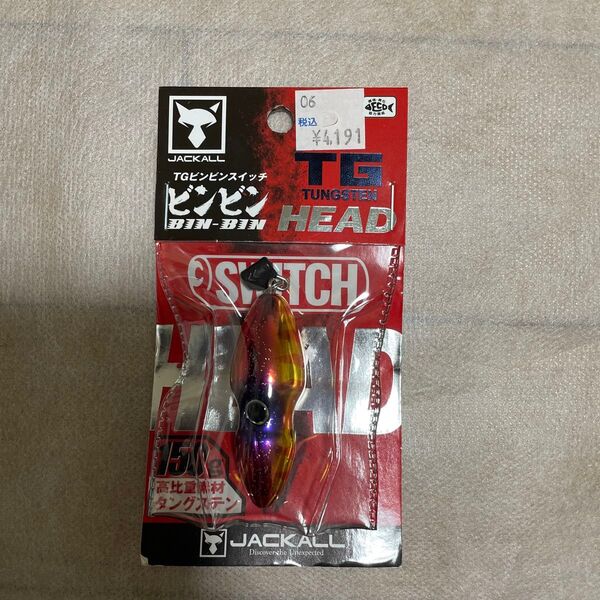 06
税込
¥4,191
JACKALL
TGビンビンスイッチ
ビンビン
BIN-BIN
TG
TUNGSTEN
HEAD
SWITCH
HEAD
150g
高比重素材
タングステン
JACKALL
Discover the Unexpected